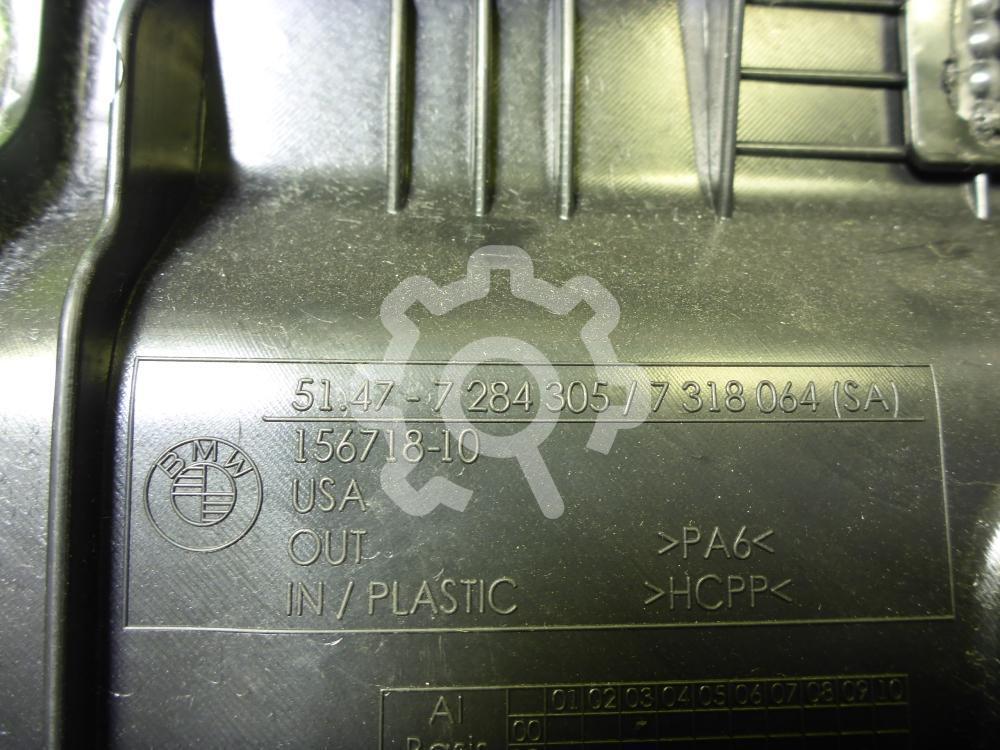 51.47 - 7 284 305 / 7 318 064 (SA)
156718-10
BMW
USA
OUT >PA6<
IN / PLASTIC >HCPP<
AI 01 02 03 04 05 06 07 08 09 10
00
Basis